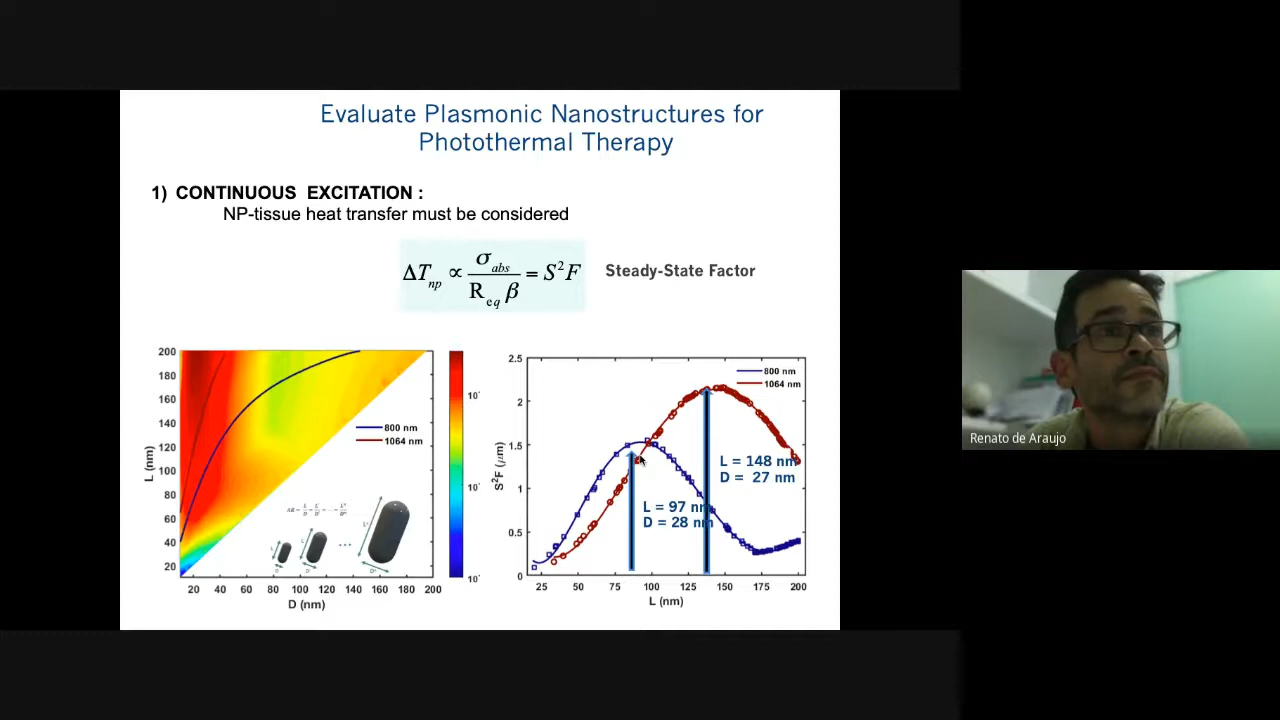 Evaluate Plasmonic Nanostructures for
Photothermal Therapy
1) CONTINUOUS EXCITATION :
NP-tissue heat transfer must be considered
ΔT_np ∝ σ_abs / (R_eq β) = S²F
Steady-State Factor
200
180
160
140
120
100
80
60
40
20
L (nm)
800 nm
1064 nm
20 40 60 80 100 120 140 160 180 200
D (nm)
2.5
2
1.5
1
0.5
0
S²F (μm)
800 nm
1064 nm
L = 148 nm
D = 27 nm
L = 97 nm
D = 28 nm
25 50 75 100 125 150 175 200
L (nm)
Renato de Araujo